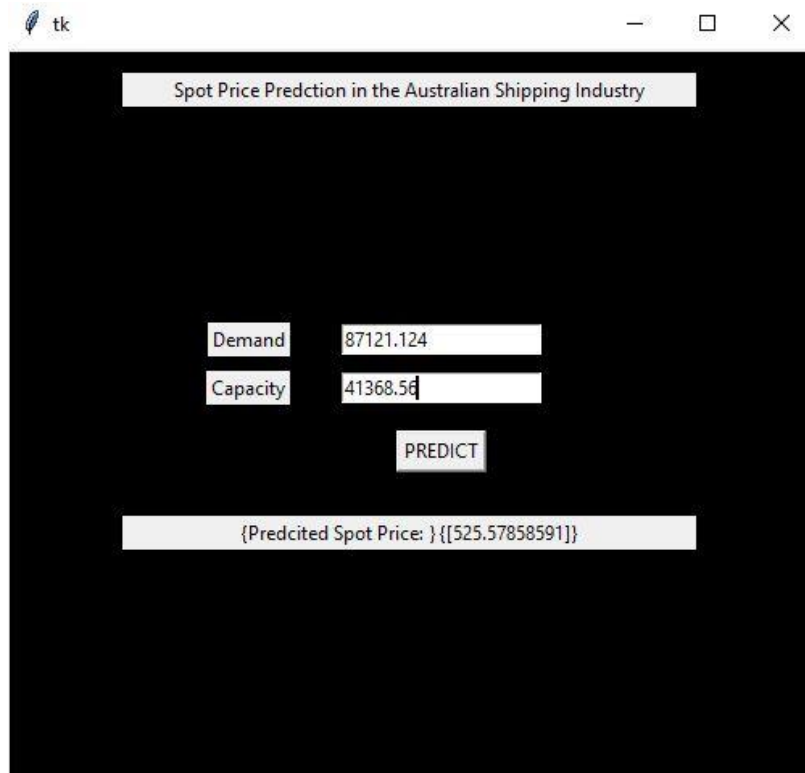 tk
Spot Price Predction in the Australian Shipping Industry
Demand 87121.124
Capacity 41368.56
PREDICT
{Predcited Spot Price: } {[525.57858591]}